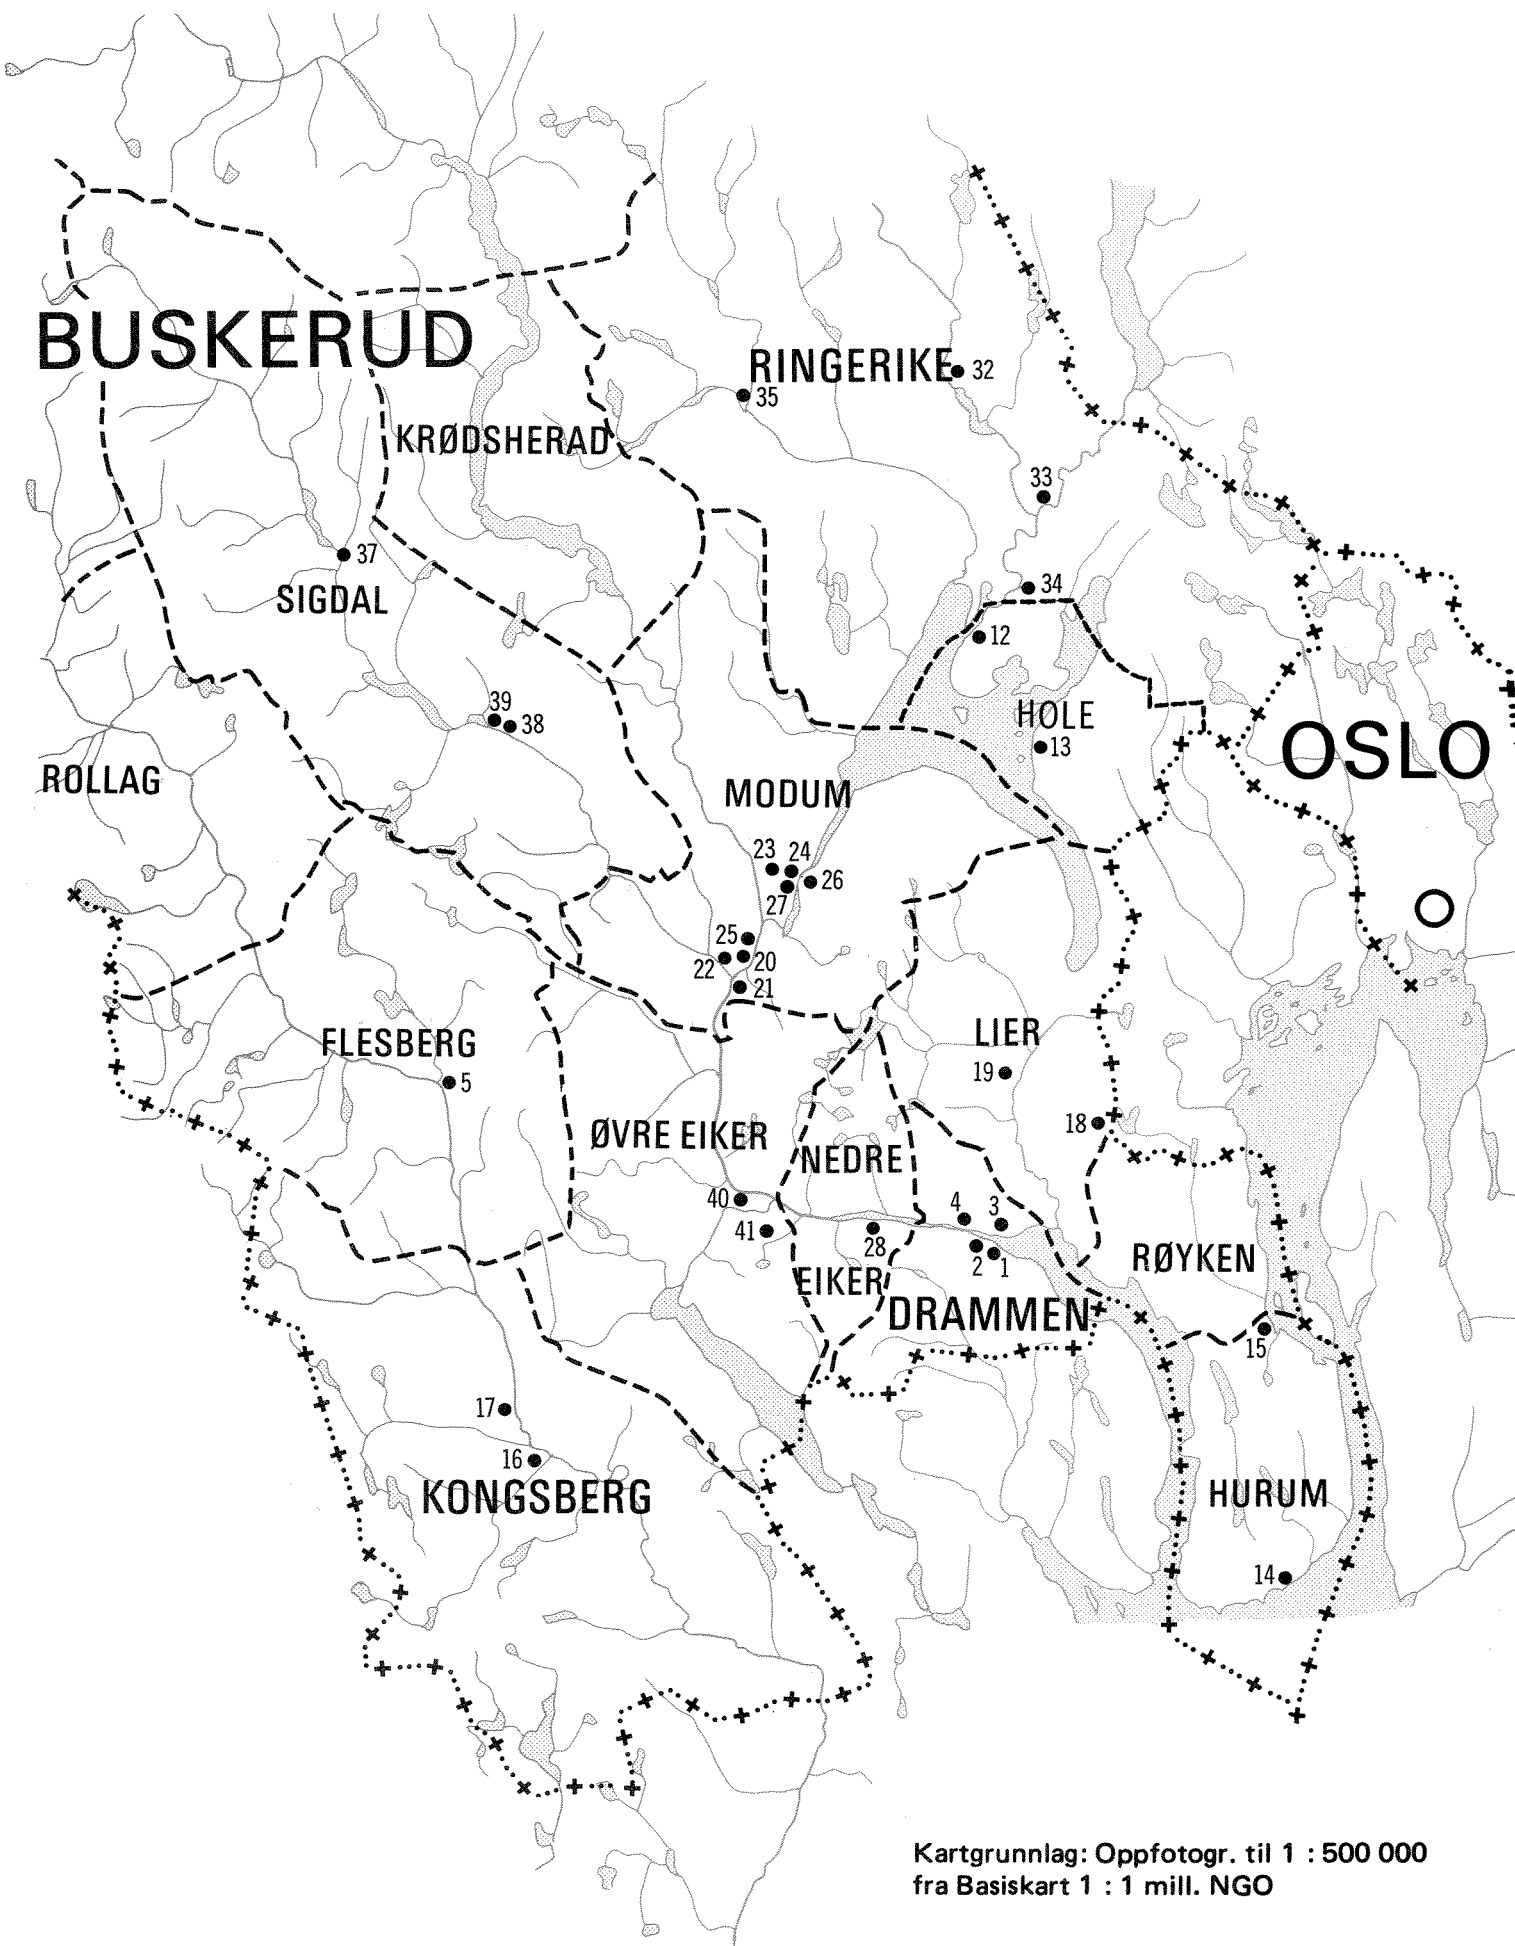 BUSKERUD
RINGERIKE
32
35
KRØDSHERAD
33
37
34
SIGDAL
12
39
38
HOLE
13
OSLO
ROLLAG
MODUM
23
24
26
27
25
22
20
21
FLESBERG
5
LIER
19
18
ØVRE EIKER
NEDRE
EIKER
40
41
28
4
3
2
1
RØYKEN
DRAMMEN
15
17
16
KONGSBERG
HURUM
14
Kartgrunnlag: Oppfotogr. til 1 : 500 000
fra Basiskart 1 : 1 mill. NGO